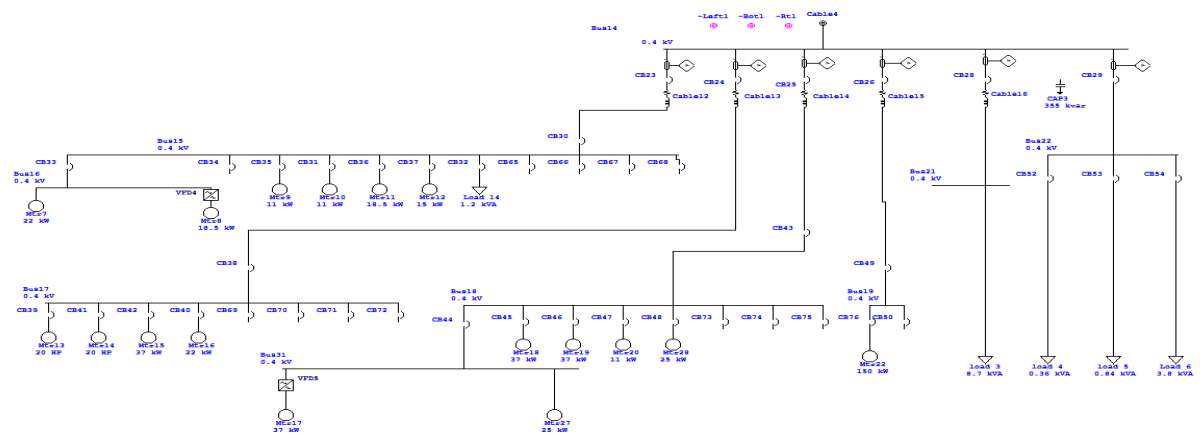 ~Left1 ~Bot1 ~Rt1 Cable4
Bus14
0.4 kV
CB23 CB24 CB25 CB26 CB28 CB29
Cable12 Cable13 Cable14 Cable15 Cable16
CAP3
355 kvar
CB30
Bus15
0.4 kV
CB33 CB34 CB35 CB31 CB36 CB37 CB32 CB65 CB66 CB67 CB68
Bus22
0.4 kV
CB52 CB53 CB54
Bus16
0.4 kV
Bus21
0.4 kV
VFD4
Mtr7
22 kW
Mtr8
18.5 kW
Mtr9
11 kW
Mtr10
11 kW
Mtr11
18.5 kW
Mtr12
15 kW
Load 14
1.2 kVA
CB43
CB38
CB49
Bus17
0.4 kV
CB39 CB41 CB42 CB40 CB69 CB70 CB71 CB72
Bus18
0.4 kV
CB44 CB45 CB46 CB47 CB48 CB73 CB74 CB75
Bus19
0.4 kV
CB76 CB50
Mtr13
20 HP
Mtr14
20 HP
Mtr15
37 kW
Mtr16
22 kW
Mtr18
37 kW
Mtr19
37 kW
Mtr20
11 kW
Mtr28
25 kW
Mtr22
150 kW
load 3
8.7 kVA
load 4
0.36 kVA
load 5
0.84 kVA
Load 6
3.8 kVA
Bus31
0.4 kV
VFD5
Mtr17
37 kW
Mtr27
25 kW